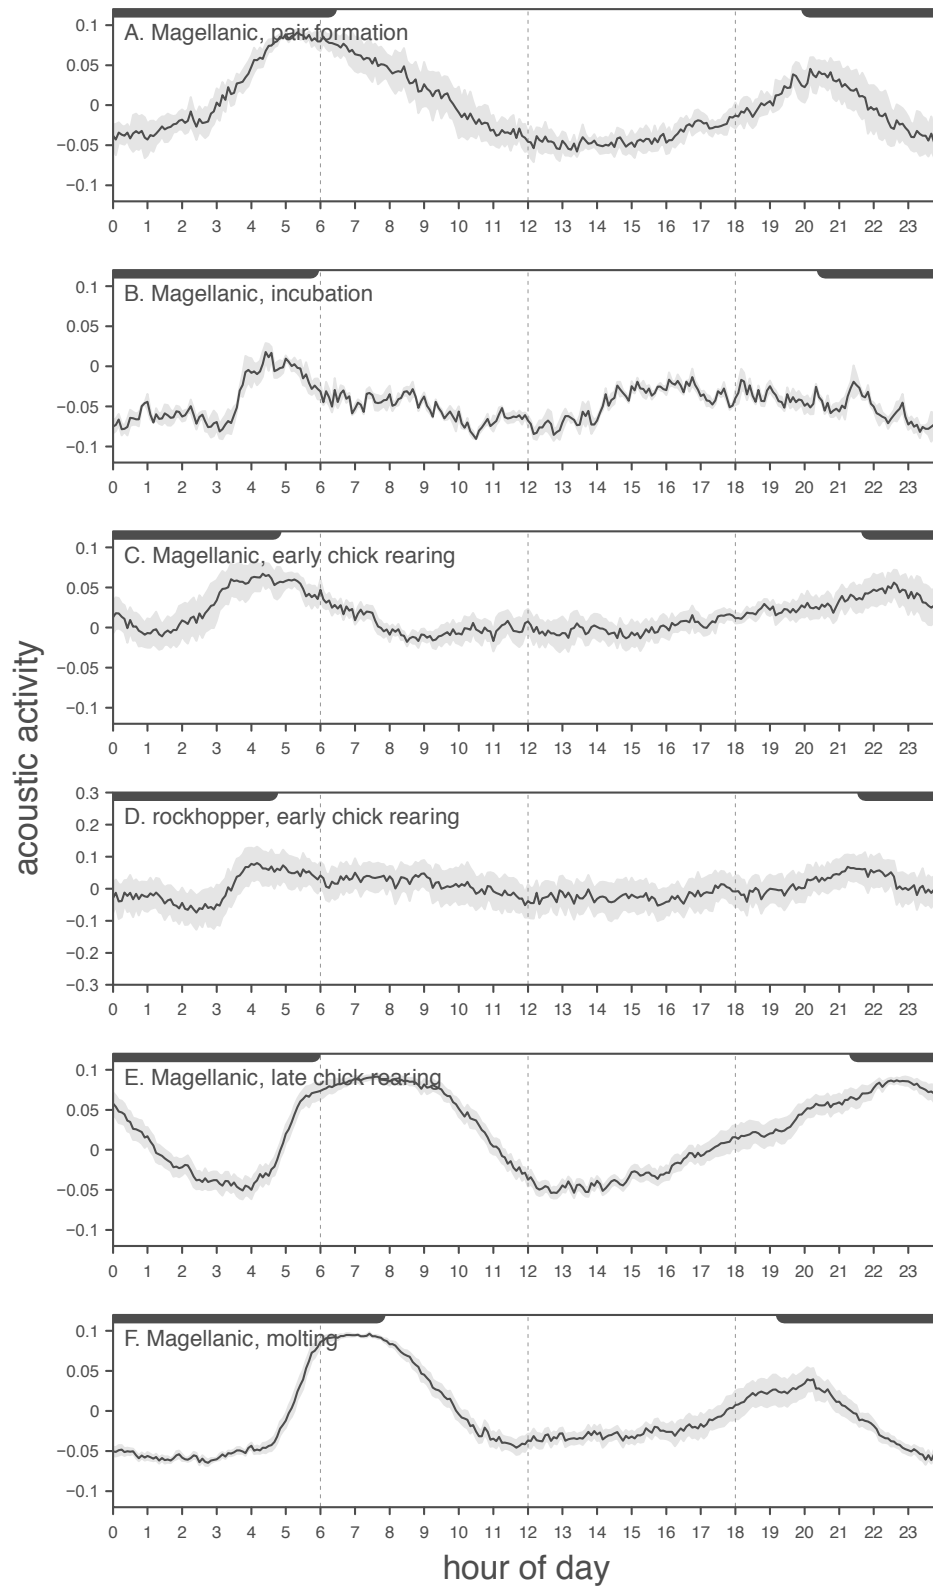 0.1
A. Magellanic, pair formation
0.05
0
−0.05
−0.1
0 1 2 3 4 5 6 7 8 9 10 11 12 13 14 15 16 17 18 19 20 21 22 23
0.1
B. Magellanic, incubation
0.05
0
−0.05
−0.1
0 1 2 3 4 5 6 7 8 9 10 11 12 13 14 15 16 17 18 19 20 21 22 23
0.1
C. Magellanic, early chick rearing
0.05
0
−0.05
−0.1
0 1 2 3 4 5 6 7 8 9 10 11 12 13 14 15 16 17 18 19 20 21 22 23
acoustic activity
0.3
D. rockhopper, early chick rearing
0.2
0.1
0
−0.1
−0.2
−0.3
0 1 2 3 4 5 6 7 8 9 10 11 12 13 14 15 16 17 18 19 20 21 22 23
0.1
E. Magellanic, late chick rearing
0.05
0
−0.05
−0.1
0 1 2 3 4 5 6 7 8 9 10 11 12 13 14 15 16 17 18 19 20 21 22 23
0.1
F. Magellanic, molting
0.05
0
−0.05
−0.1
0 1 2 3 4 5 6 7 8 9 10 11 12 13 14 15 16 17 18 19 20 21 22 23
hour of day